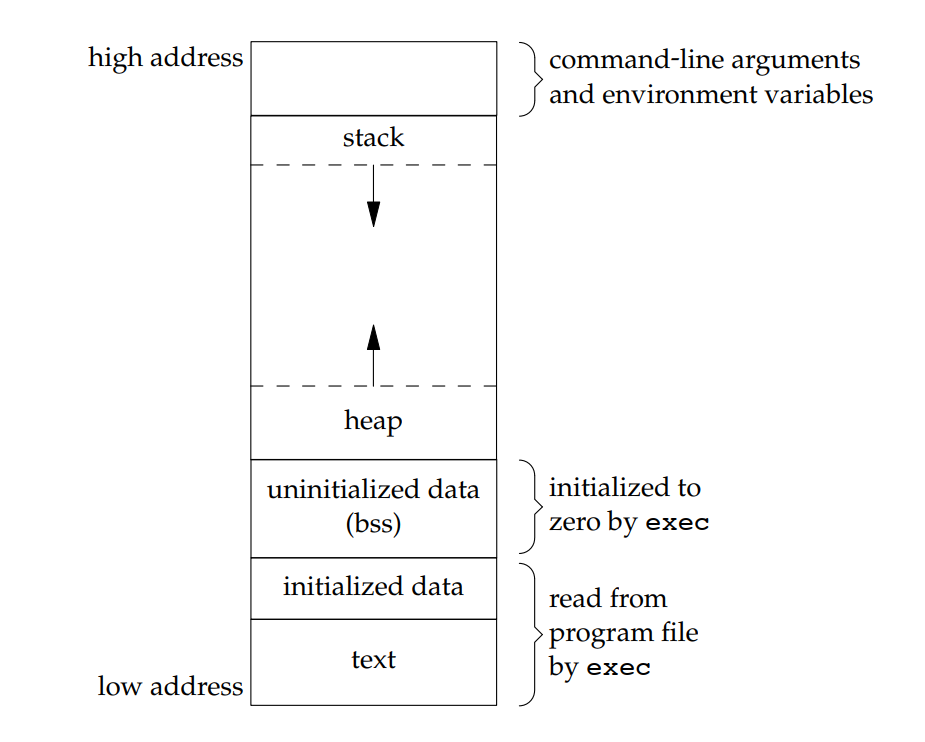 high address
command-line arguments
and environment variables
stack
heap
uninitialized data
(bss)
initialized to
zero by exec
initialized data
read from
program file
by exec
text
low address